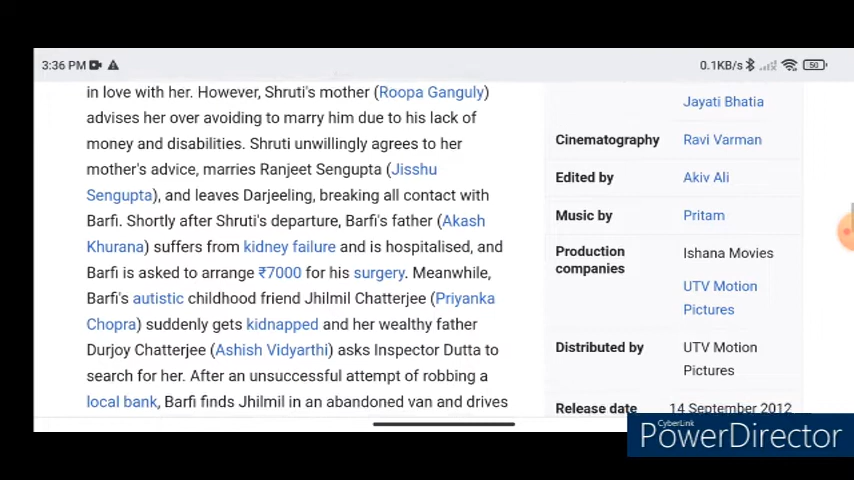 3:36 PM
0.1KB/s
50
in love with her. However, Shruti's mother (Roopa Ganguly)
advises her over avoiding to marry him due to his lack of
money and disabilities. Shruti unwillingly agrees to her
mother's advice, marries Ranjeet Sengupta (Jisshu
Sengupta), and leaves Darjeeling, breaking all contact with
Barfi. Shortly after Shruti's departure, Barfi's father (Akash
Khurana) suffers from kidney failure and is hospitalised, and
Barfi is asked to arrange ₹7000 for his surgery. Meanwhile,
Barfi's autistic childhood friend Jhilmil Chatterjee (Priyanka
Chopra) suddenly gets kidnapped and her wealthy father
Durjoy Chatterjee (Ashish Vidyarthi) asks Inspector Dutta to
search for her. After an unsuccessful attempt of robbing a
local bank, Barfi finds Jhilmil in an abandoned van and drives
Jayati Bhatia
Cinematography Ravi Varman
Edited by Akiv Ali
Music by Pritam
Production Ishana Movies
companies
UTV Motion
Pictures
Distributed by UTV Motion
Pictures
Release date 14 September 2012
CyberLink
PowerDirector